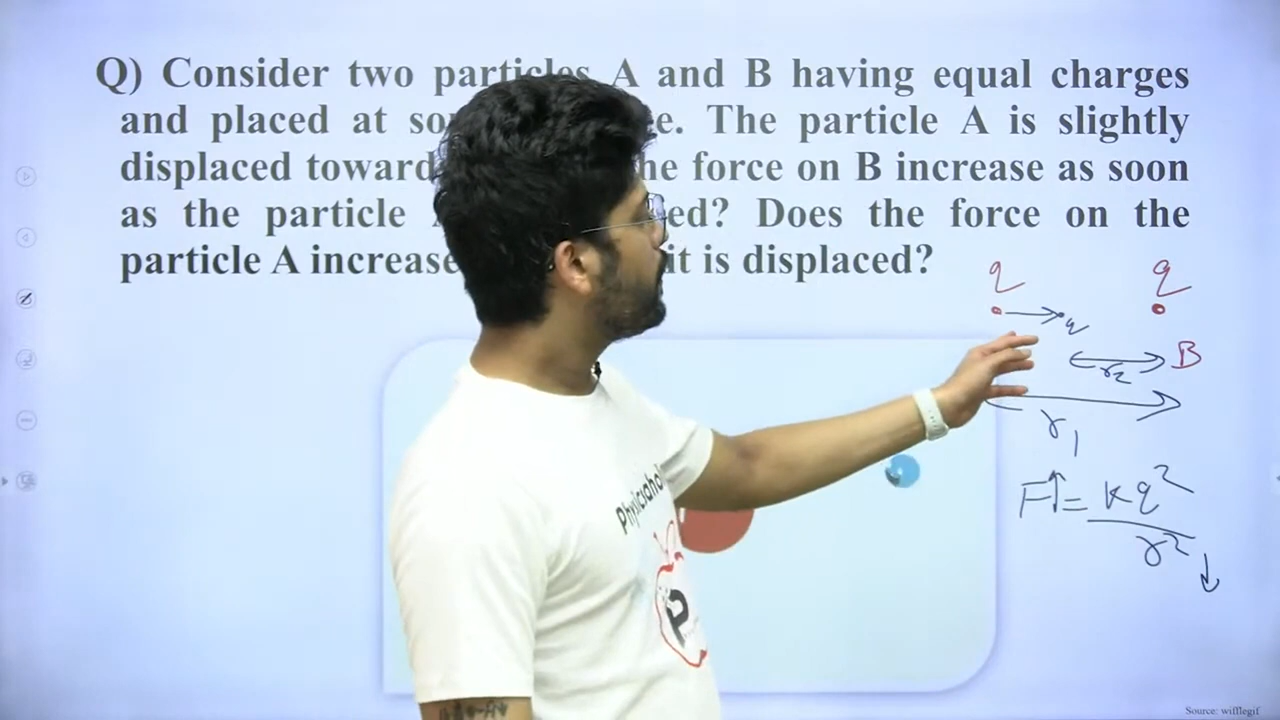 Q) Consider two particles A and B having equal charges
and placed at so e. The particle A is slightly
displaced toward he force on B increase as soon
as the particle ed? Does the force on the
particle A increase it is displaced?
q q
q
B
r2
r1
F↑ = Kq²
r² ↓
Physicsaholi
P
Source: wifflegif